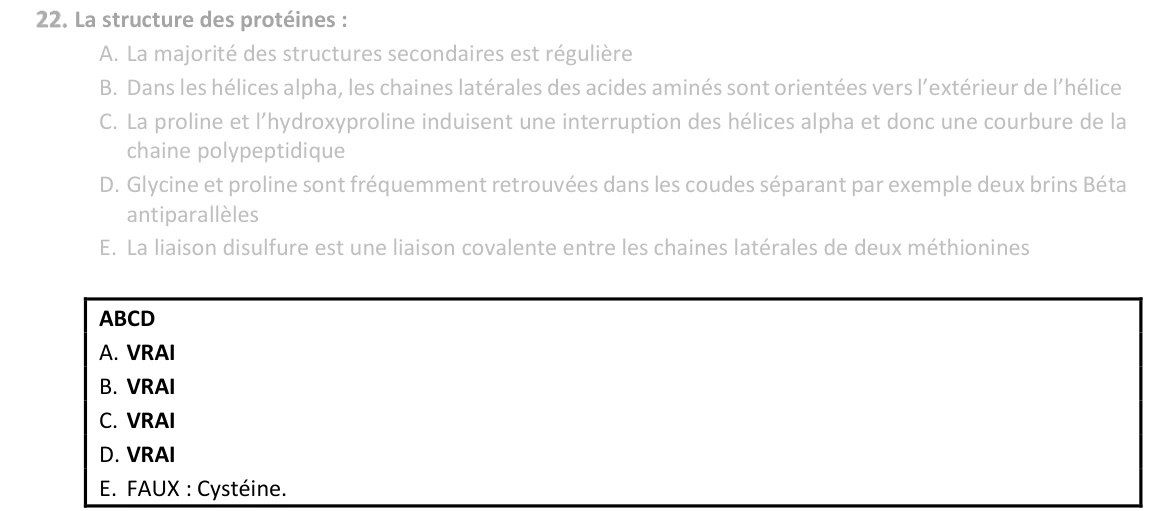 22. La structure des protéines :
A. La majorité des structures secondaires est régulière
B. Dans les hélices alpha, les chaines latérales des acides aminés sont orientées vers l’extérieur de l’hélice
C. La proline et l’hydroxyproline induisent une interruption des hélices alpha et donc une courbure de la
chaine polypeptidique
D. Glycine et proline sont fréquemment retrouvées dans les coudes séparant par exemple deux brins Béta
antiparallèles
E. La liaison disulfure est une liaison covalente entre les chaines latérales de deux méthionines
ABCD
A. VRAI
B. VRAI
C. VRAI
D. VRAI
E. FAUX : Cystéine.